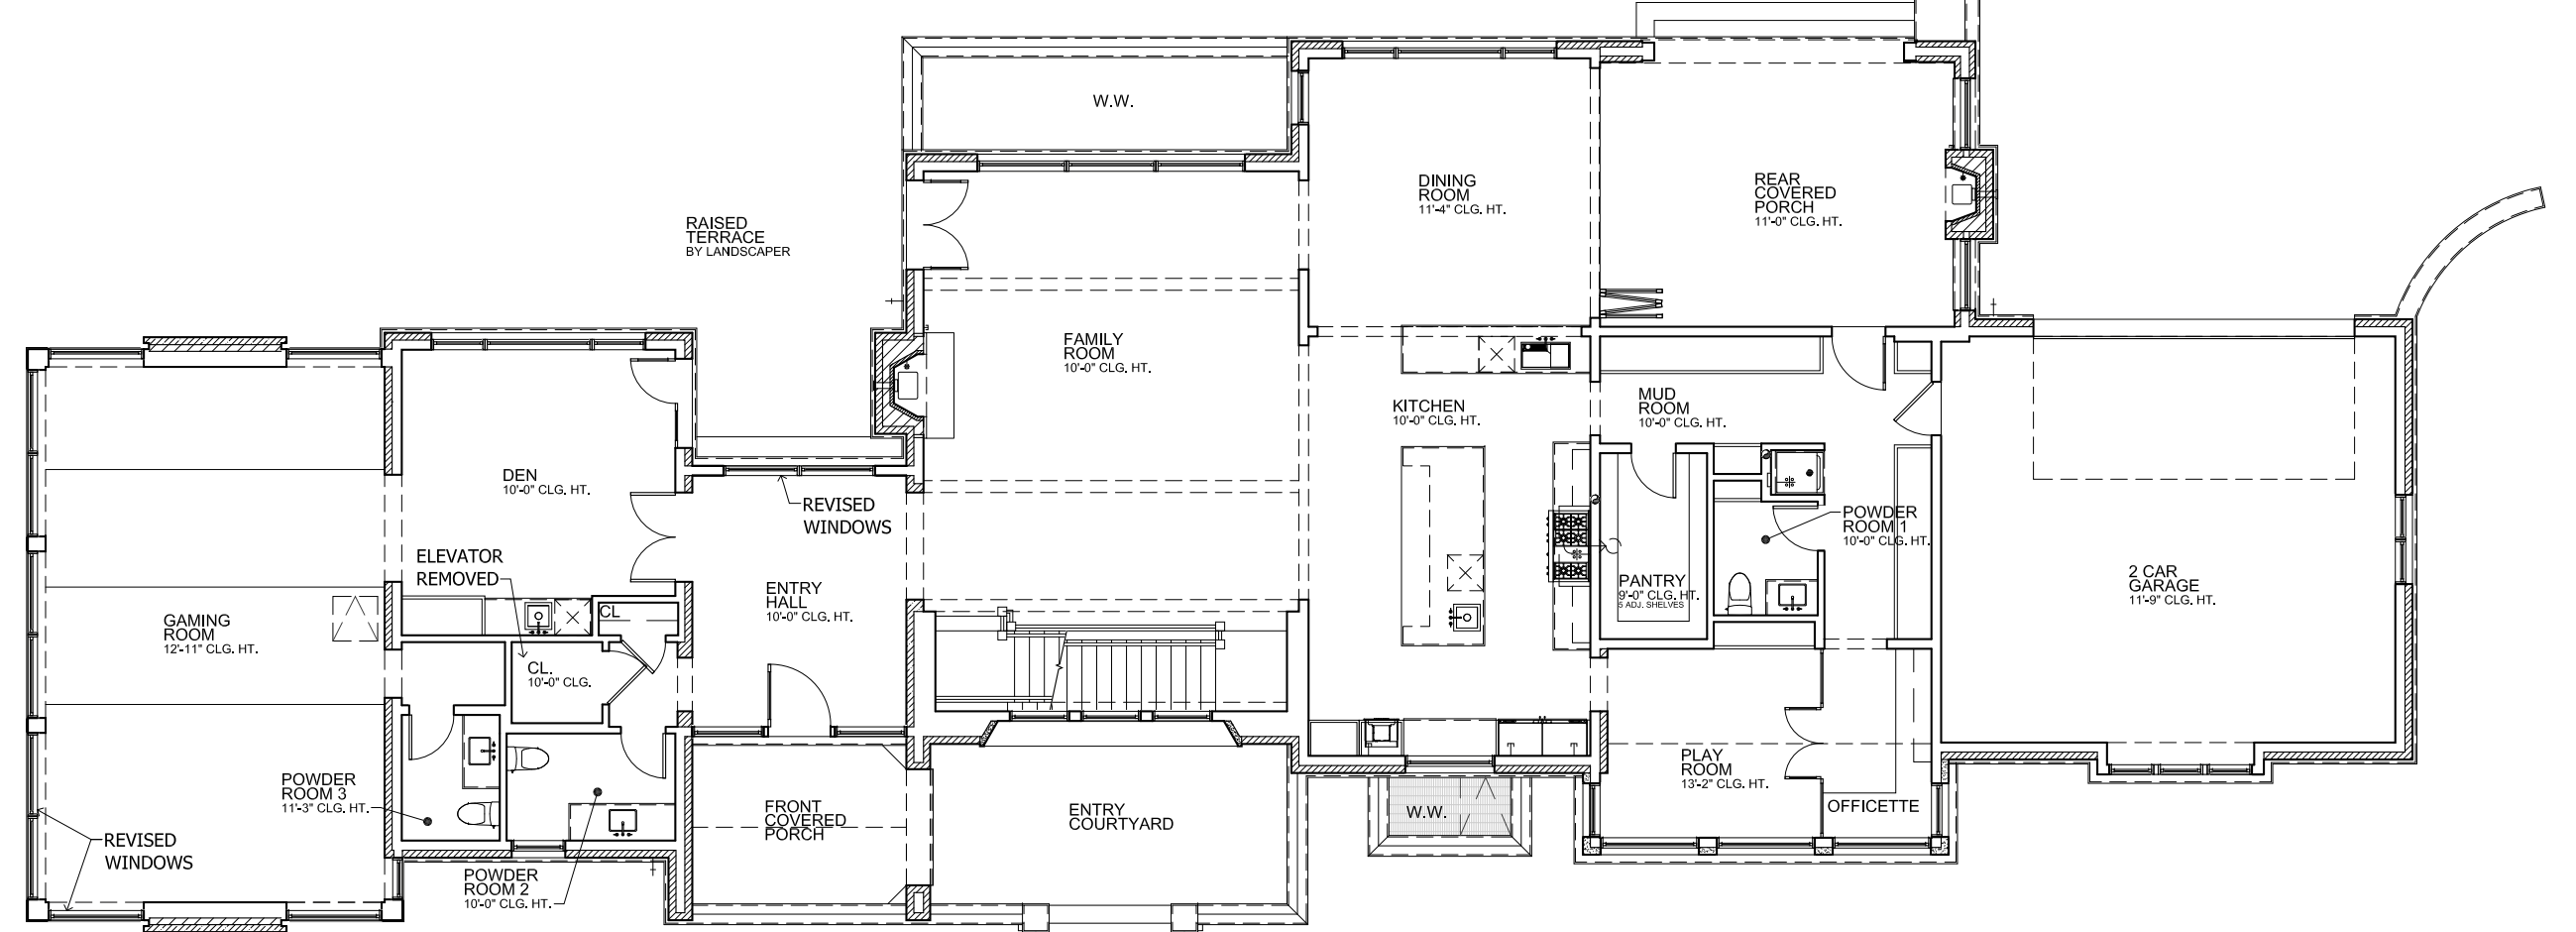 W.W.
RAISED
TERRACE
BY LANDSCAPER
DINING
ROOM
11'-4" CLG. HT.
REAR
COVERED
PORCH
11'-0" CLG. HT.
FAMILY
ROOM
10'-0" CLG. HT.
KITCHEN
10'-0" CLG. HT.
MUD
ROOM
10'-0" CLG. HT.
DEN
10'-0" CLG. HT.
REVISED
WINDOWS
ELEVATOR
REMOVED
CL
CL.
10'-0" CLG.
ENTRY
HALL
10'-0" CLG. HT.
GAMING
ROOM
12'-11" CLG. HT.
PANTRY
9'-0" CLG. HT.
5 ADJ. SHELVES
POWDER
ROOM 1
10'-0" CLG. HT.
2 CAR
GARAGE
11'-9" CLG. HT.
POWDER
ROOM 3
11'-3" CLG. HT.
REVISED
WINDOWS
POWDER
ROOM 2
10'-0" CLG. HT.
FRONT
COVERED
PORCH
ENTRY
COURTYARD
W.W.
PLAY
ROOM
13'-2" CLG. HT.
OFFICETTE